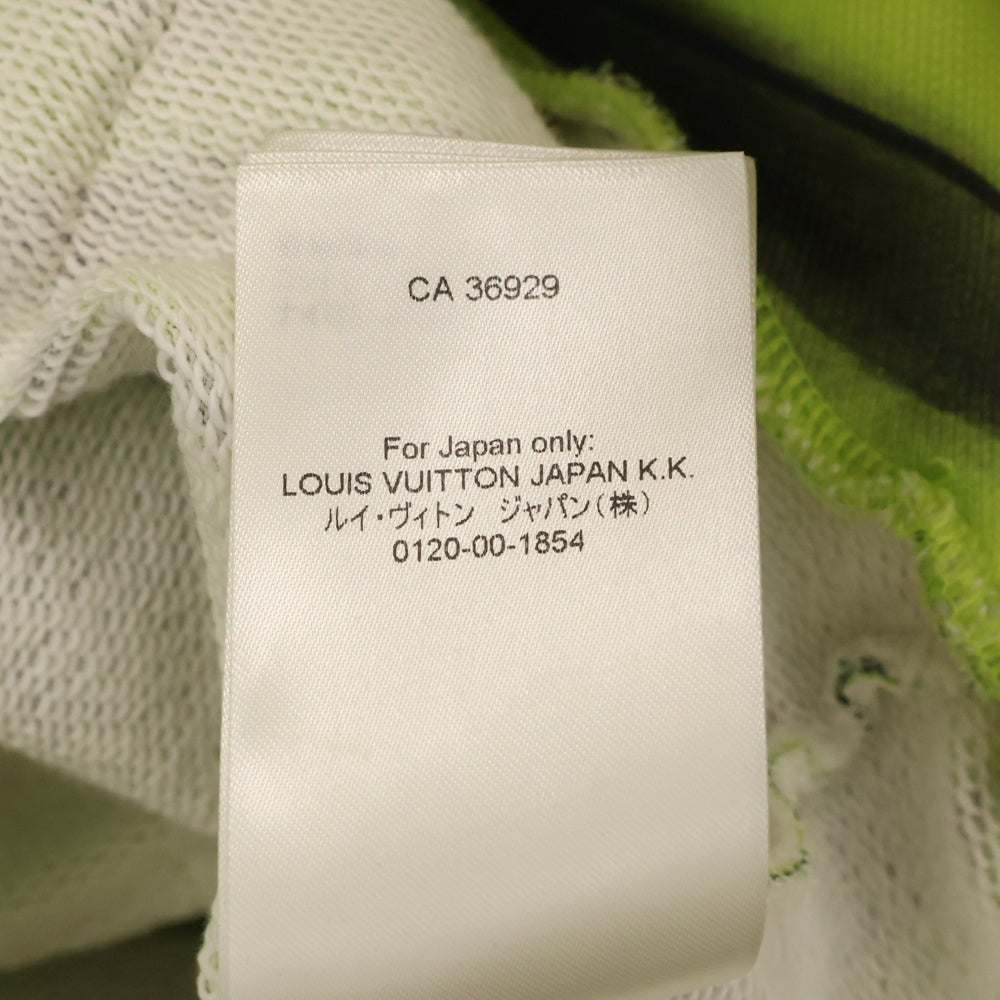 CA 36929
For Japan only:
LOUIS VUITTON JAPAN K.K.
ルイ・ヴィトン ジャパン(株)
0120-00-1854